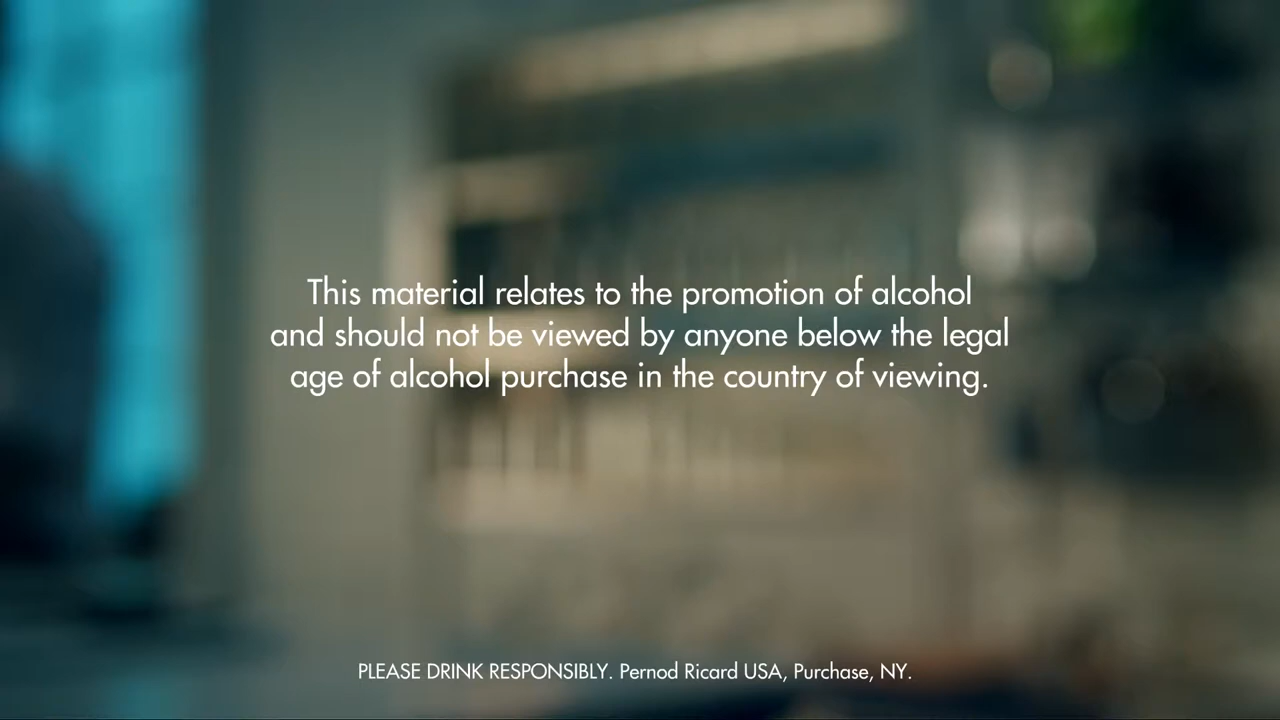 This material relates to the promotion of alcohol
and should not be viewed by anyone below the legal
age of alcohol purchase in the country of viewing.
PLEASE DRINK RESPONSIBLY. Pernod Ricard USA, Purchase, NY.